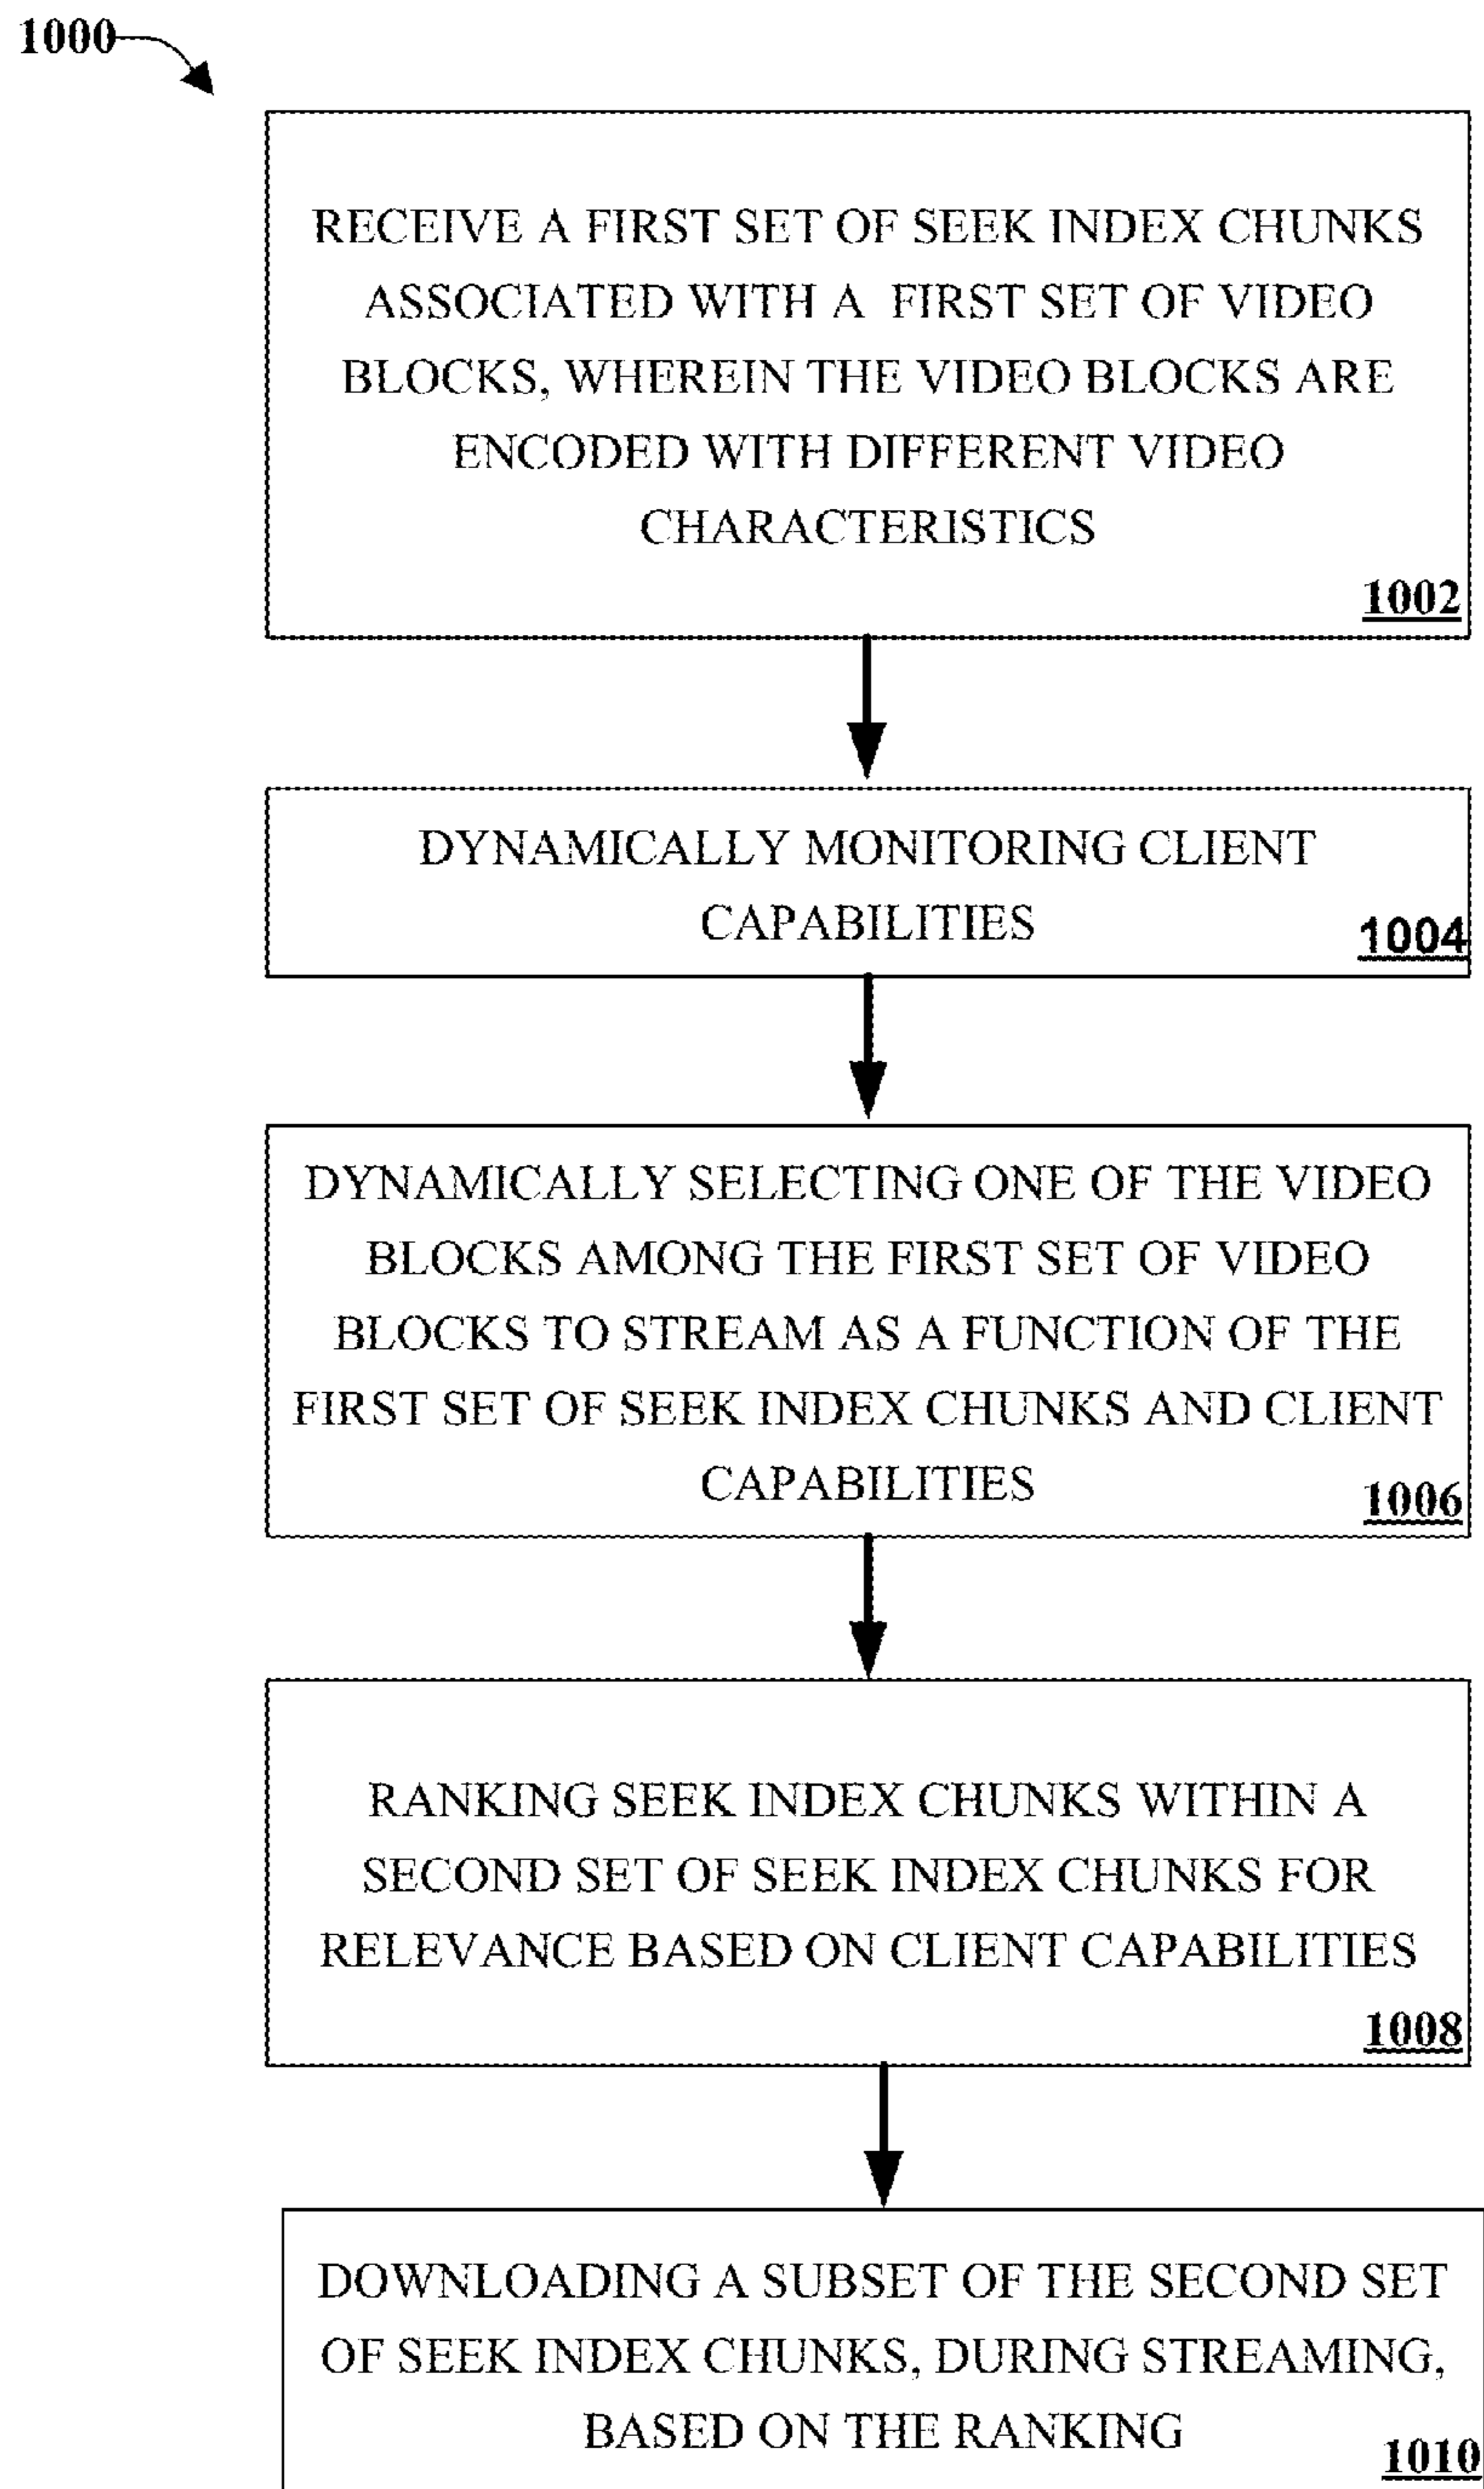 1000
RECEIVE A FIRST SET OF SEEK INDEX CHUNKS
ASSOCIATED WITH A FIRST SET OF VIDEO
BLOCKS, WHEREIN THE VIDEO BLOCKS ARE
ENCODED WITH DIFFERENT VIDEO
CHARACTERISTICS
1002
DYNAMICALLY MONITORING CLIENT
CAPABILITIES
1004
DYNAMICALLY SELECTING ONE OF THE VIDEO
BLOCKS AMONG THE FIRST SET OF VIDEO
BLOCKS TO STREAM AS A FUNCTION OF THE
FIRST SET OF SEEK INDEX CHUNKS AND CLIENT
CAPABILITIES
1006
RANKING SEEK INDEX CHUNKS WITHIN A
SECOND SET OF SEEK INDEX CHUNKS FOR
RELEVANCE BASED ON CLIENT CAPABILITIES
1008
DOWNLOADING A SUBSET OF THE SECOND SET
OF SEEK INDEX CHUNKS, DURING STREAMING,
BASED ON THE RANKING
1010